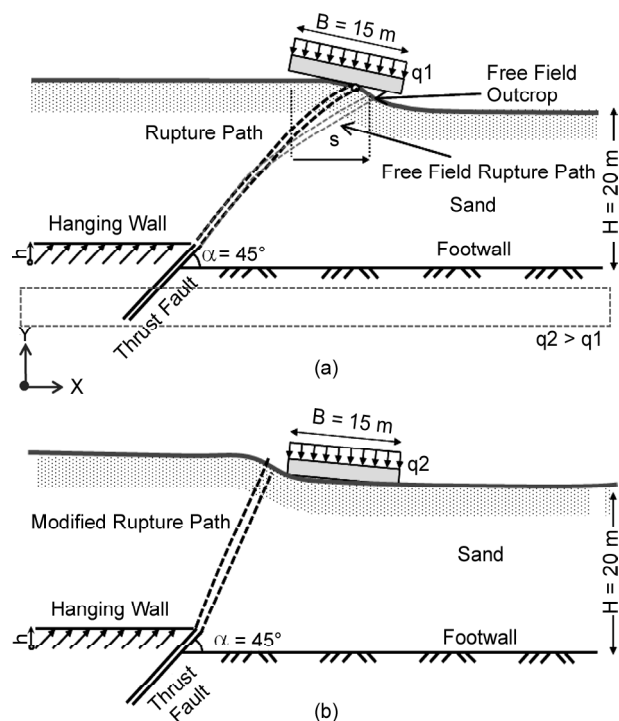 B = 15 m
q1
Free Field
Outcrop
Rupture Path
s
Free Field Rupture Path
H = 20 m
Sand
Hanging Wall
h
α = 45°
Footwall
Thrust Fault
Y
X
q2 > q1
(a)
B = 15 m
q2
Modified Rupture Path
Sand
H = 20 m
Hanging Wall
h
α = 45°
Footwall
Thrust
Fault
(b)